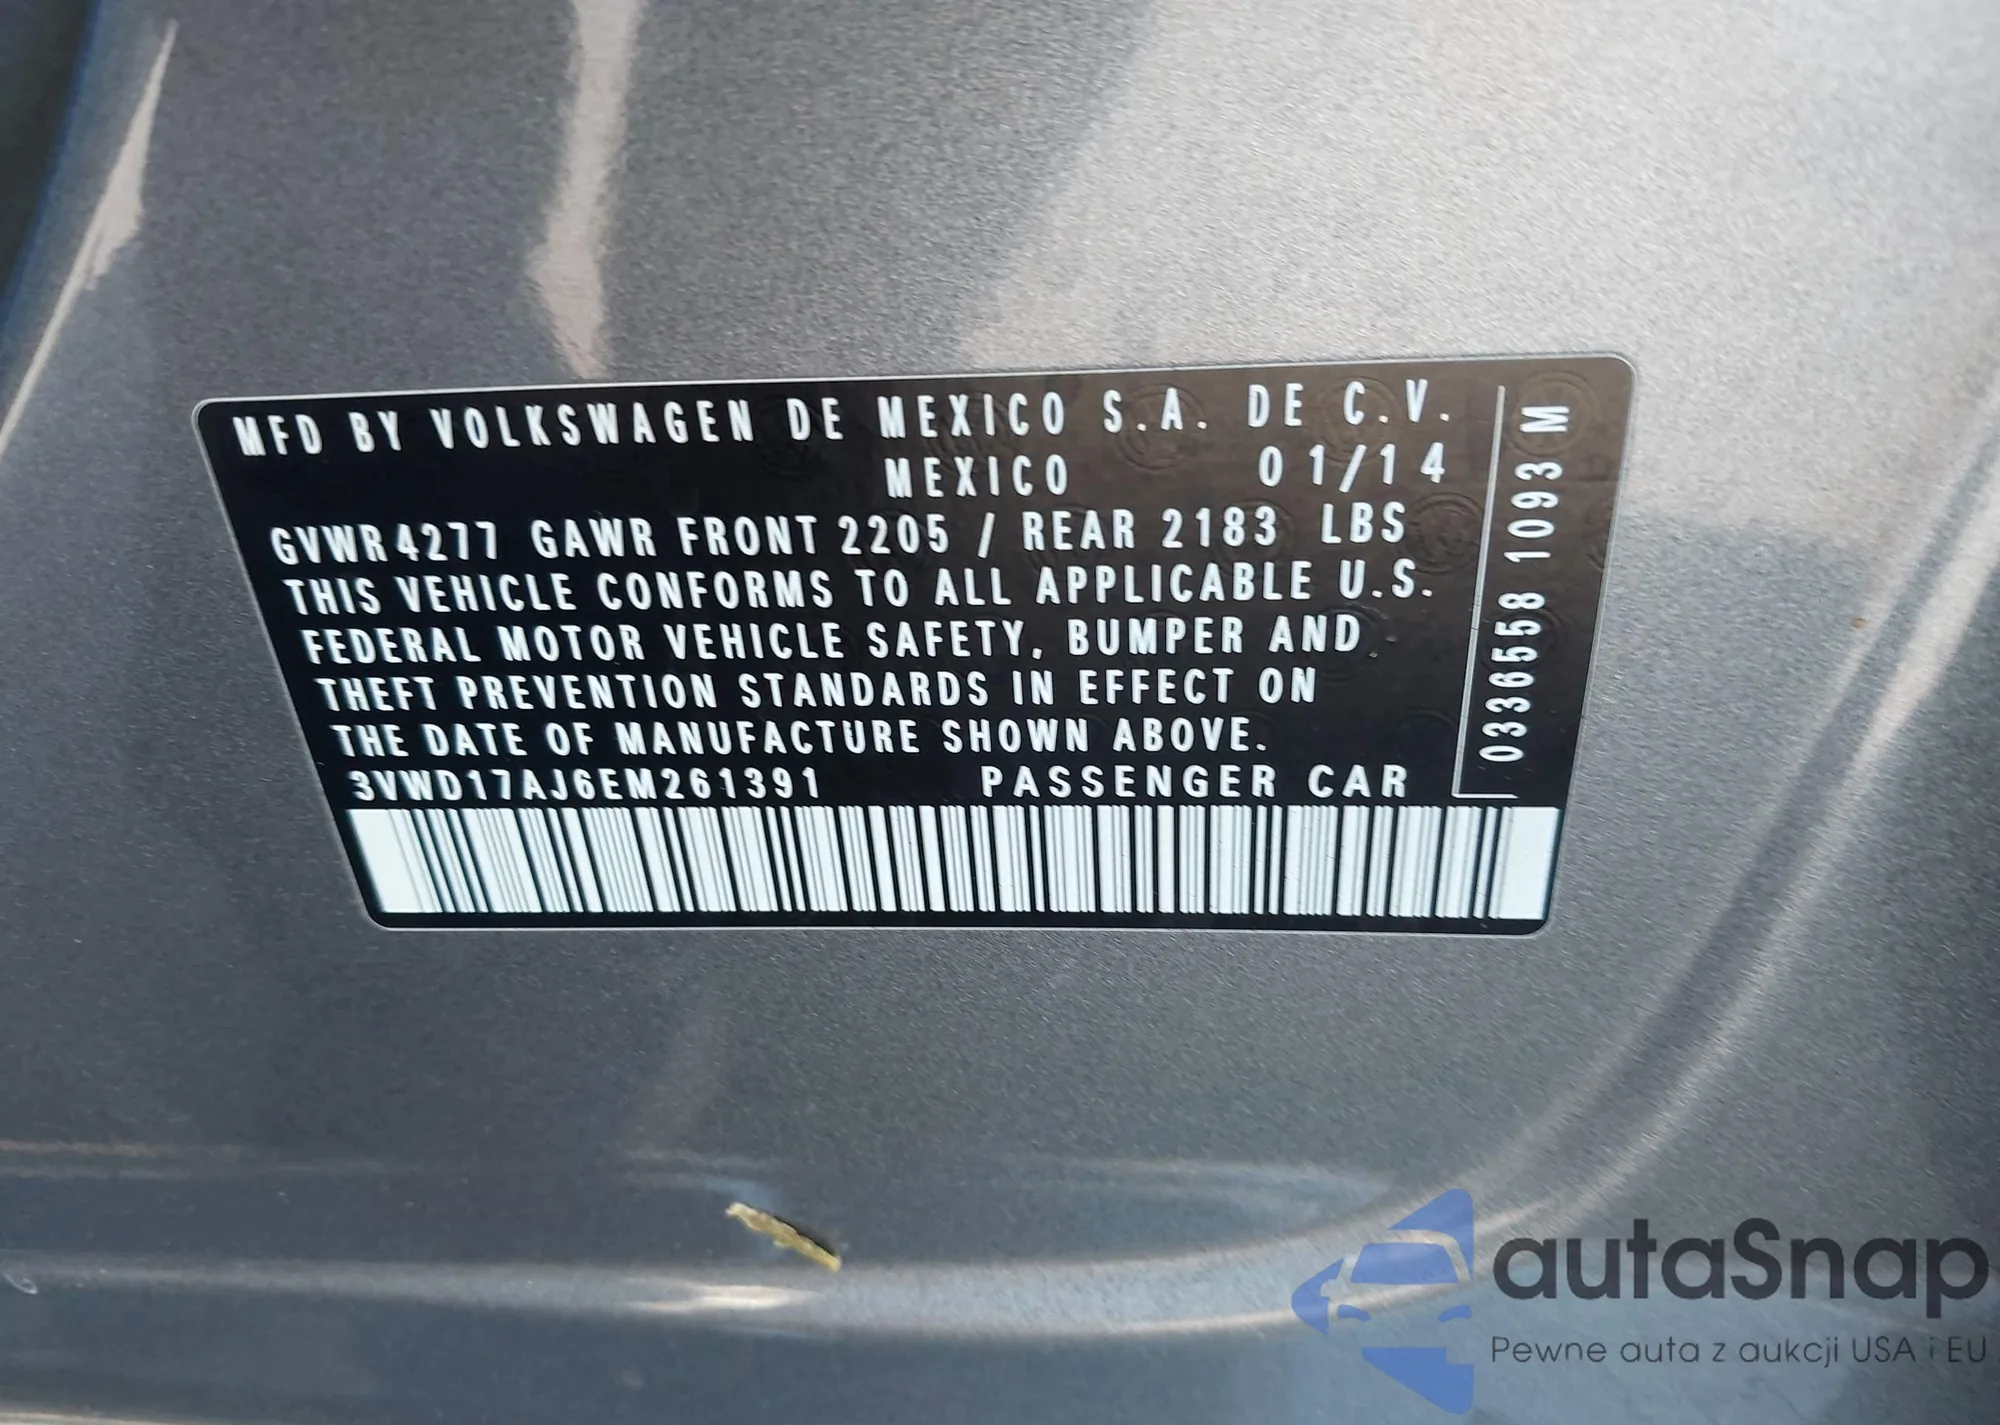 MFD BY VOLKSWAGEN DE MEXICO S.A. DE C.V.
MEXICO 01/14
GVWR 4277 GAWR FRONT 2205 / REAR 2183 LBS
THIS VEHICLE CONFORMS TO ALL APPLICABLE U.S.
FEDERAL MOTOR VEHICLE SAFETY, BUMPER AND
THEFT PREVENTION STANDARDS IN EFFECT ON
THE DATE OF MANUFACTURE SHOWN ABOVE.
3VWD17AJ6EM261391 PASSENGER CAR
0336558 1093 M
autaSnap
Pewne auta z aukcji USA i EU